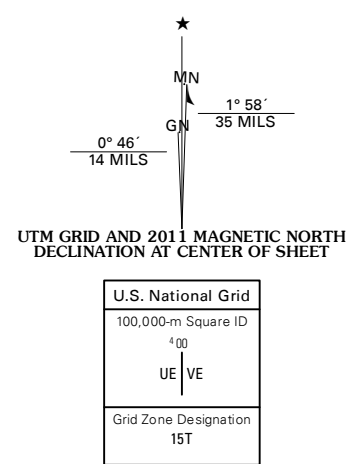 ★
MN
1° 58´
35 MILS
GN
0° 46´
14 MILS
UTM GRID AND 2011 MAGNETIC NORTH
DECLINATION AT CENTER OF SHEET
U.S. National Grid
100,000-m Square ID
4 00
UE VE
Grid Zone Designation
15T